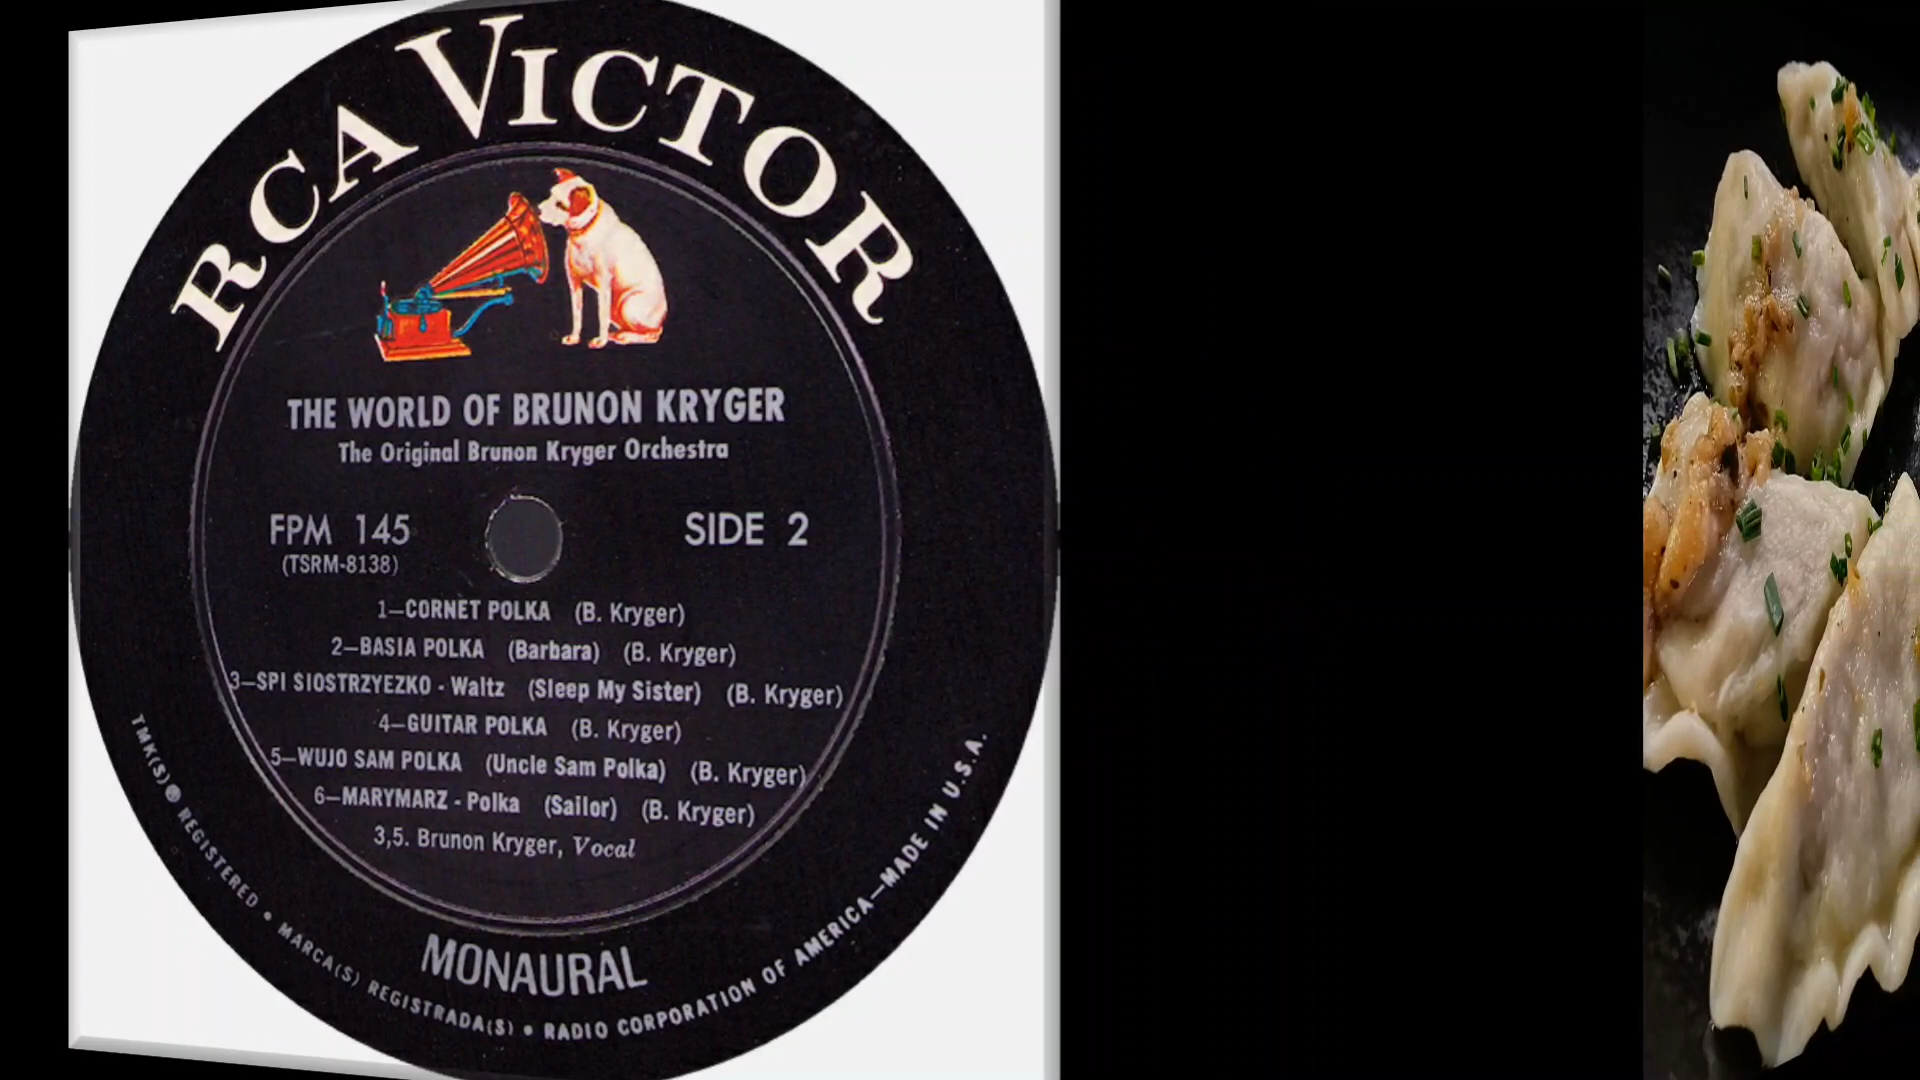 RCA VICTOR
THE WORLD OF BRUNON KRYGER
The Original Brunon Kryger Orchestra
FPM 145 SIDE 2
(TSRM-8138)
1—CORNET POLKA (B. Kryger)
2—BASIA POLKA (Barbara) (B. Kryger)
3—SPI SIOSTRZYEZKO - Waltz (Sleep My Sister) (B. Kryger)
4—GUITAR POLKA (B. Kryger)
5—WUJO SAM POLKA (Uncle Sam Polka) (B. Kryger)
6—MARYMARZ - Polka (Sailor) (B. Kryger)
3,5. Brunon Kryger, Vocal
MONAURAL
TMK(S) ® REGISTERED • MARCA(S) REGISTRADA(S) • RADIO CORPORATION OF AMERICA—MADE IN U.S.A.